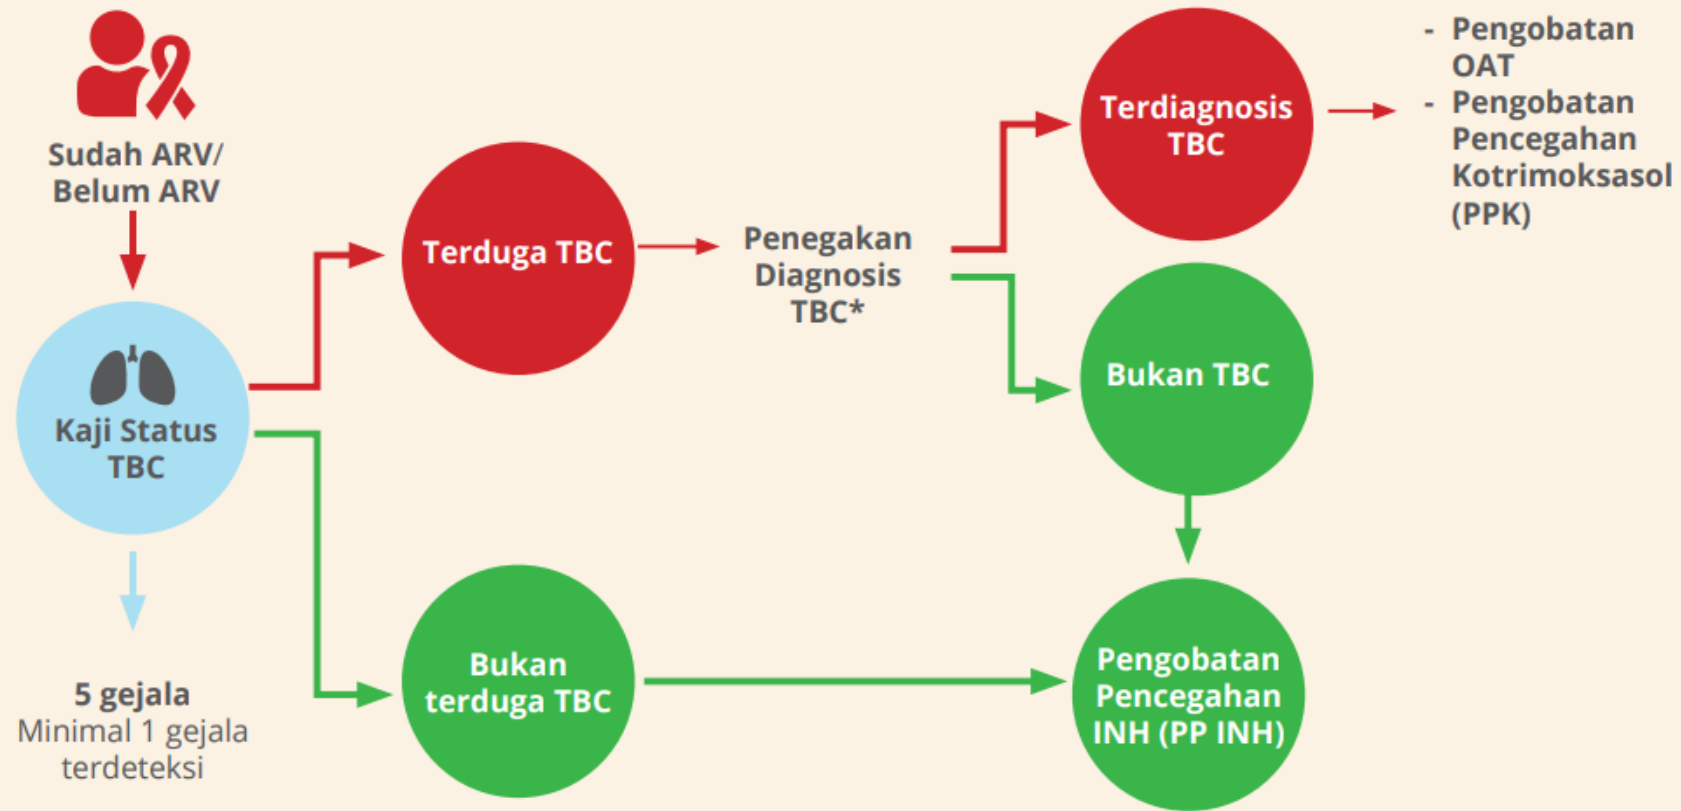 Sudah ARV/
Belum ARV
Kaji Status
TBC
5 gejala
Minimal 1 gejala
terdeteksi
Terduga TBC
Bukan
terduga TBC
Penegakan
Diagnosis
TBC*
Terdiagnosis
TBC
Bukan TBC
Pengobatan
Pencegahan
INH (PP INH)
- Pengobatan
OAT
- Pengobatan
Pencegahan
Kotrimoksasol
(PPK)